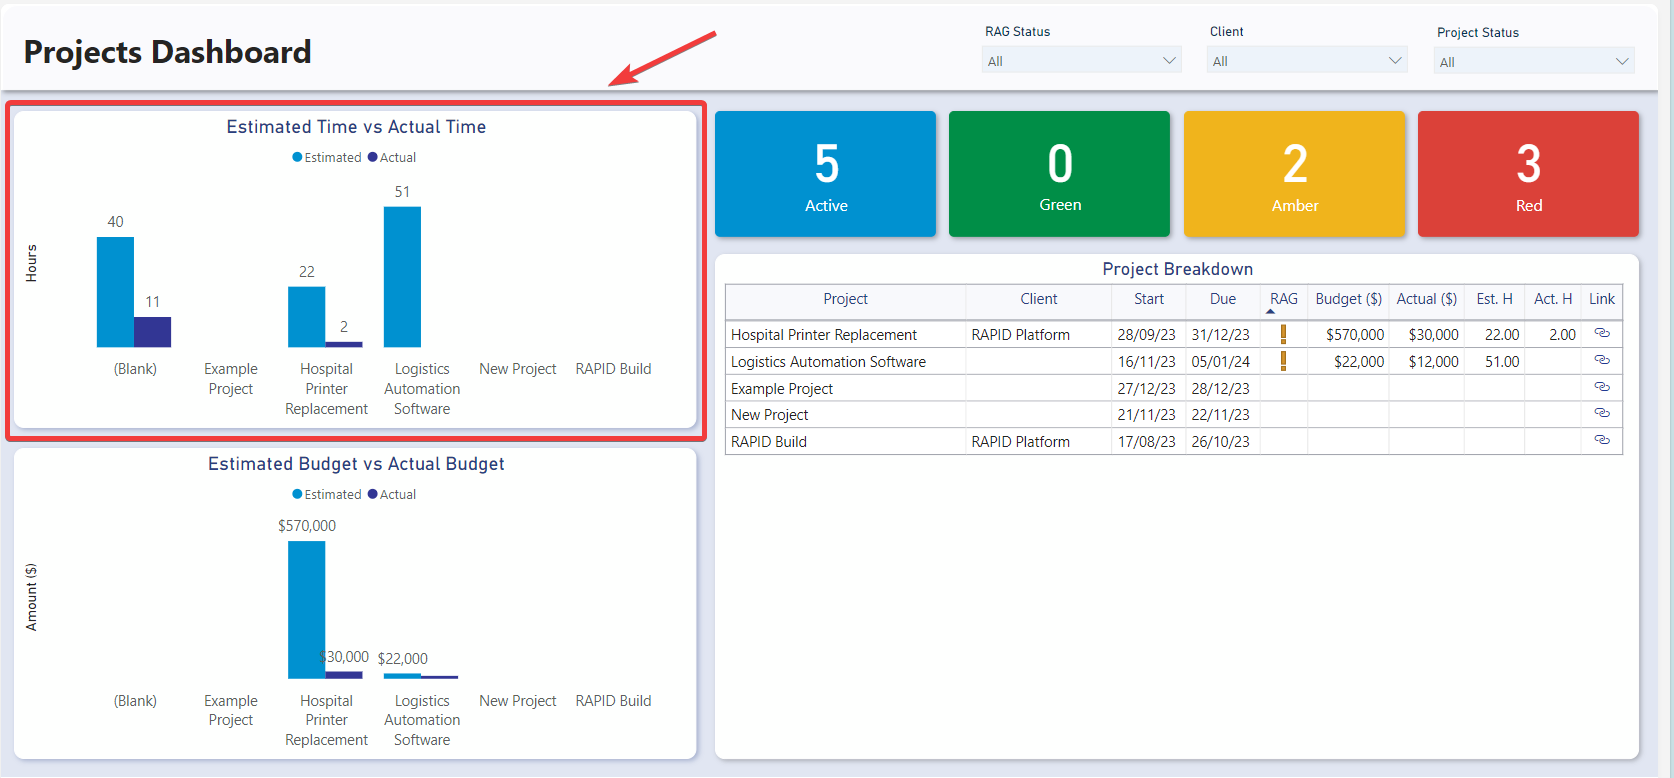 Projects Dashboard
RAG Status
All
Client
All
Project Status
All
Estimated Time vs Actual Time
Estimated Actual
Hours
40
11
22
2
51
(Blank)
Example
Project
Hospital
Printer
Replacement
Logistics
Automation
Software
New Project
RAPID Build
Estimated Budget vs Actual Budget
Estimated Actual
Amount ($)
$570,000
$30,000
$22,000
(Blank)
Example
Project
Hospital
Printer
Replacement
Logistics
Automation
Software
New Project
RAPID Build
5
Active
0
Green
2
Amber
3
Red
Project Breakdown
Project Client Start Due RAG Budget ($) Actual ($) Est. H Act. H Link
Hospital Printer Replacement RAPID Platform 28/09/23 31/12/23 $570,000 $30,000 22.00 2.00
Logistics Automation Software 16/11/23 05/01/24 $22,000 $12,000 51.00
Example Project 27/12/23 28/12/23
New Project 21/11/23 22/11/23
RAPID Build RAPID Platform 17/08/23 26/10/23